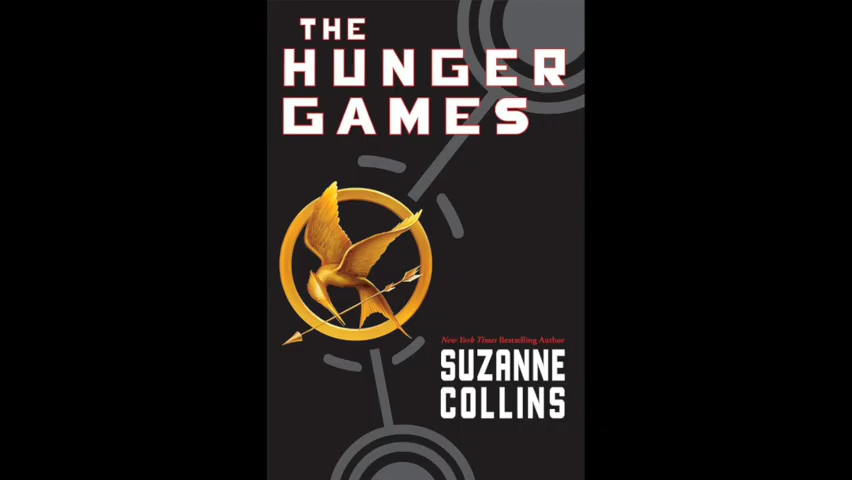 THE
HUNGER
GAMES
New York Times Bestselling Author
SUZANNE
COLLINS